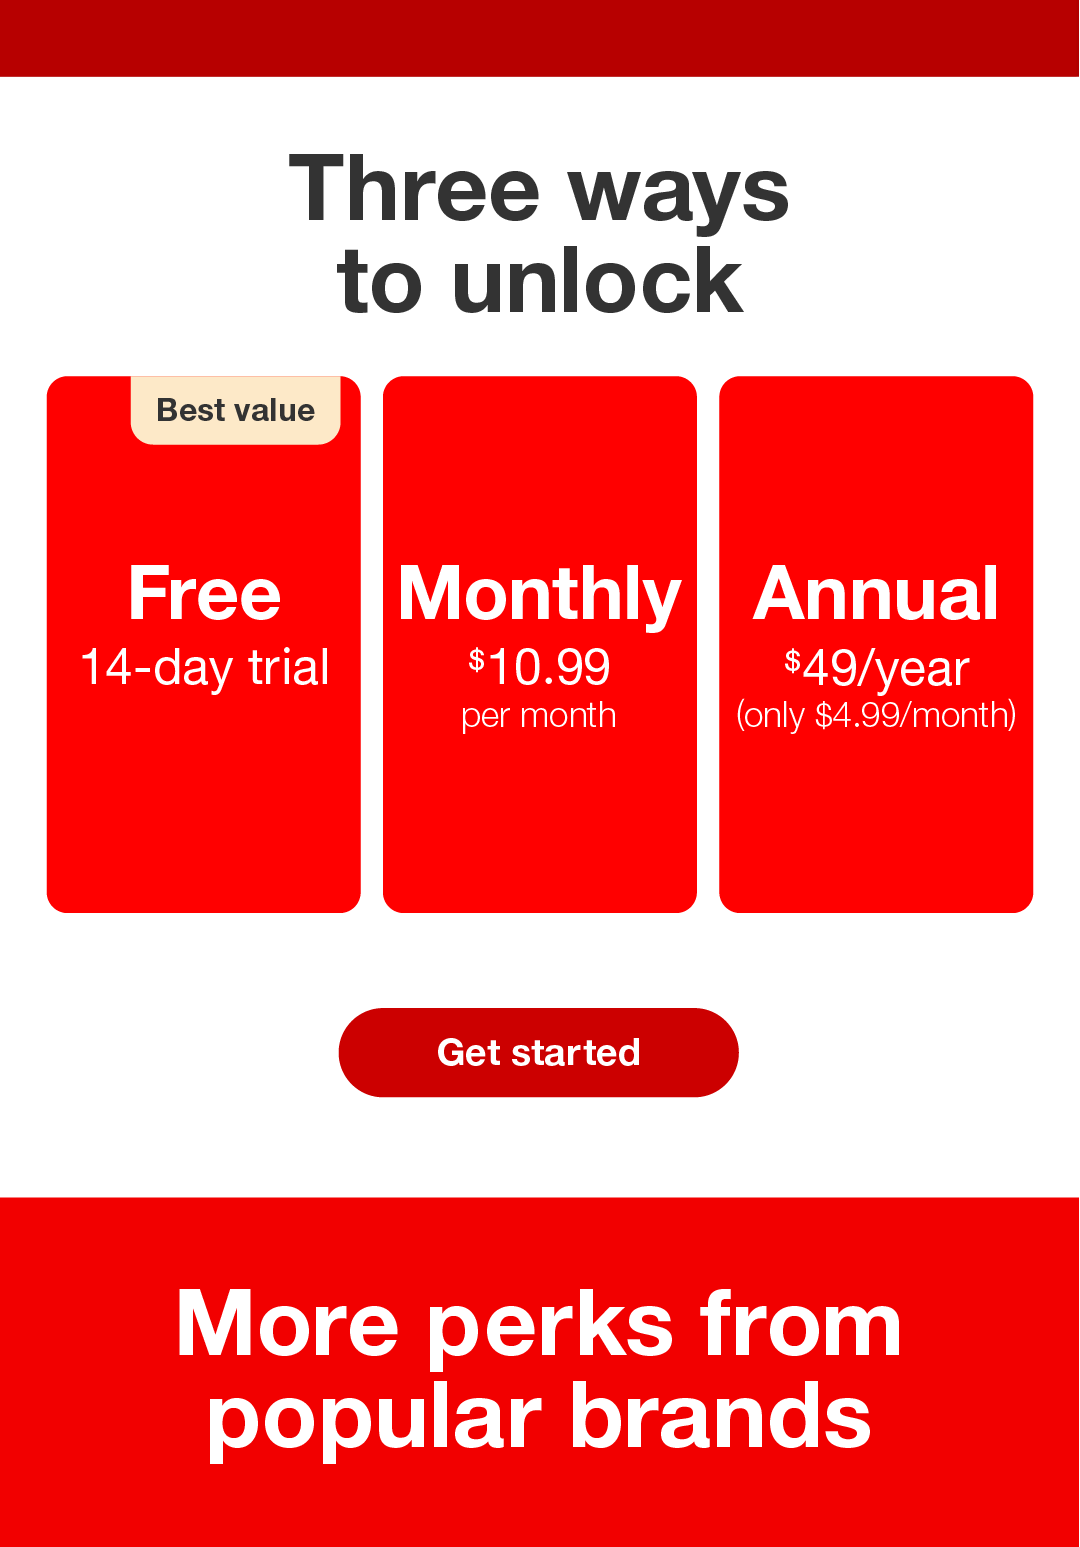 Three ways
to unlock
Best value
Free
14-day trial
Monthly
$10.99
per month
Annual
$49/year
(only $4.99/month)
Get started
More perks from
popular brands